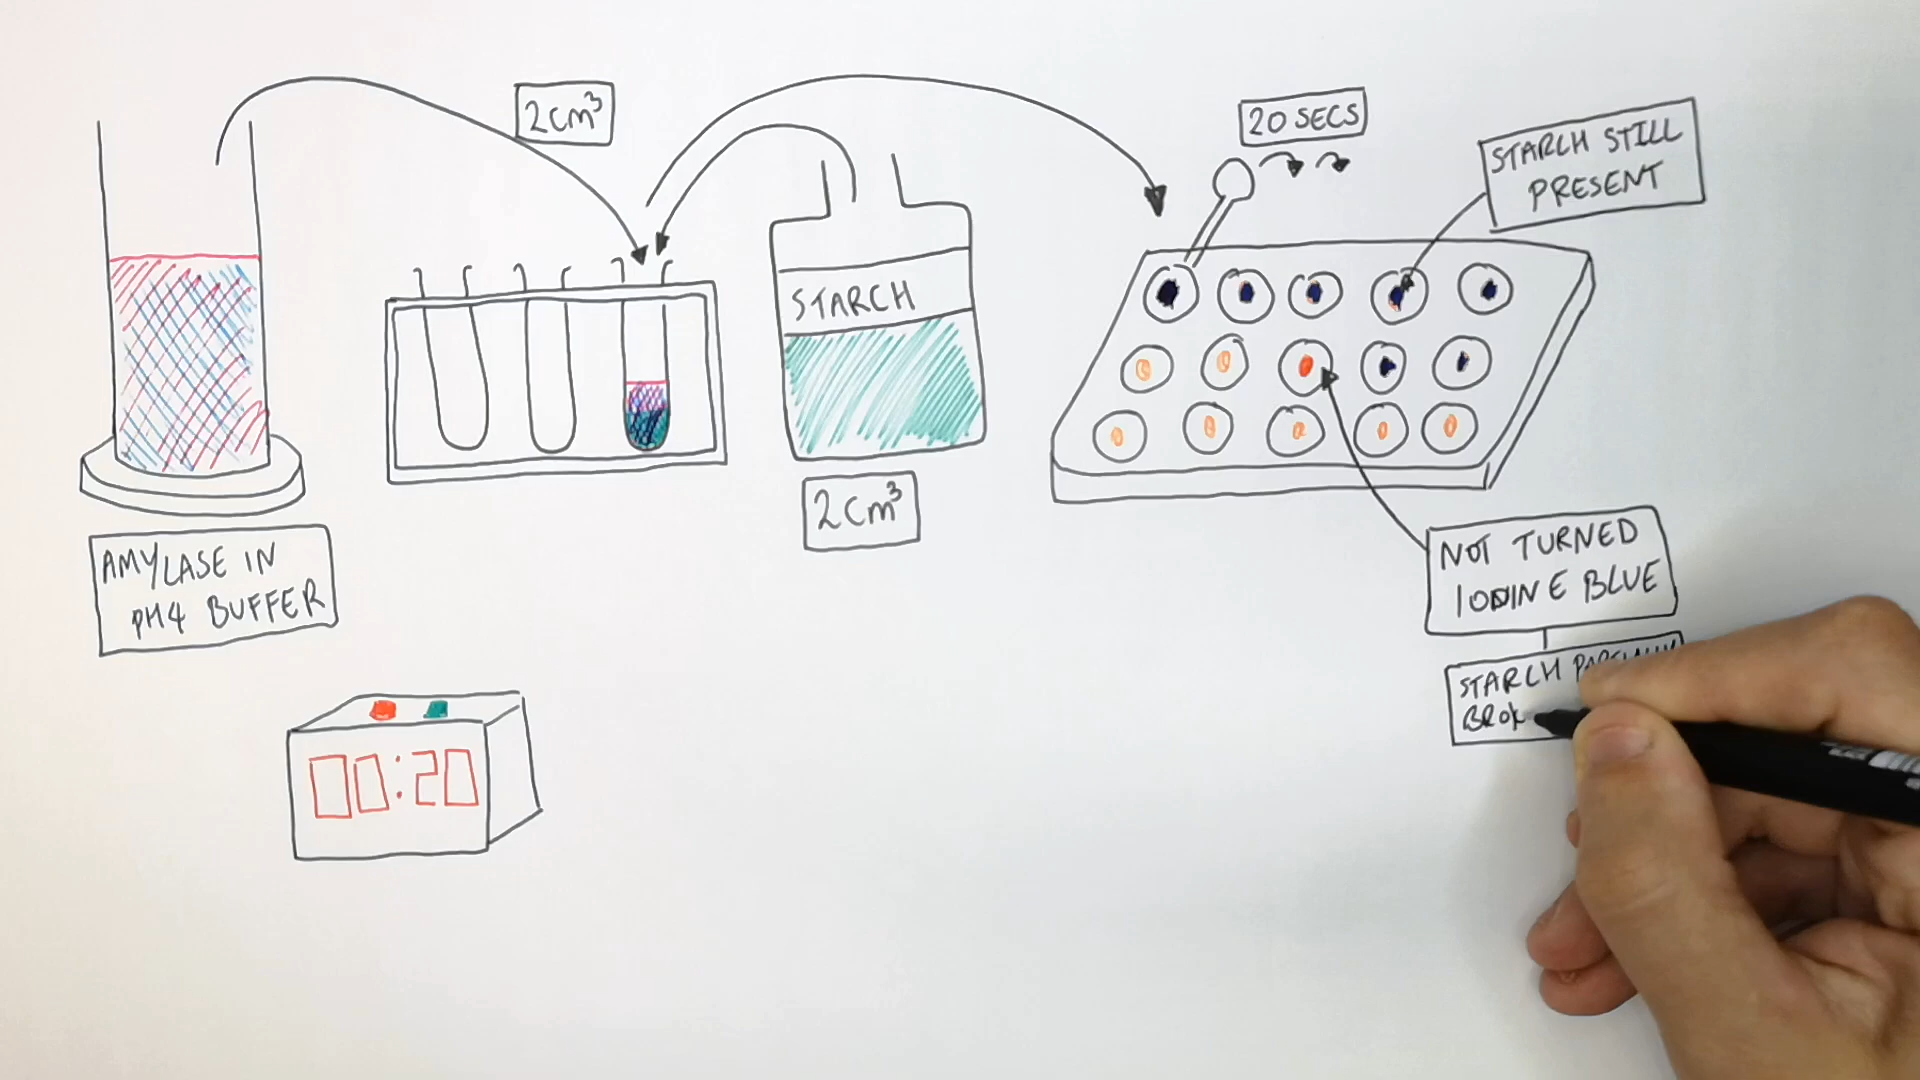 2cm³
20 SECS
STARCH STILL
PRESENT
STARCH
2cm³
AMYLASE IN
pH4 BUFFER
NOT TURNED
IODINE BLUE
STARCH
BROK
00:20